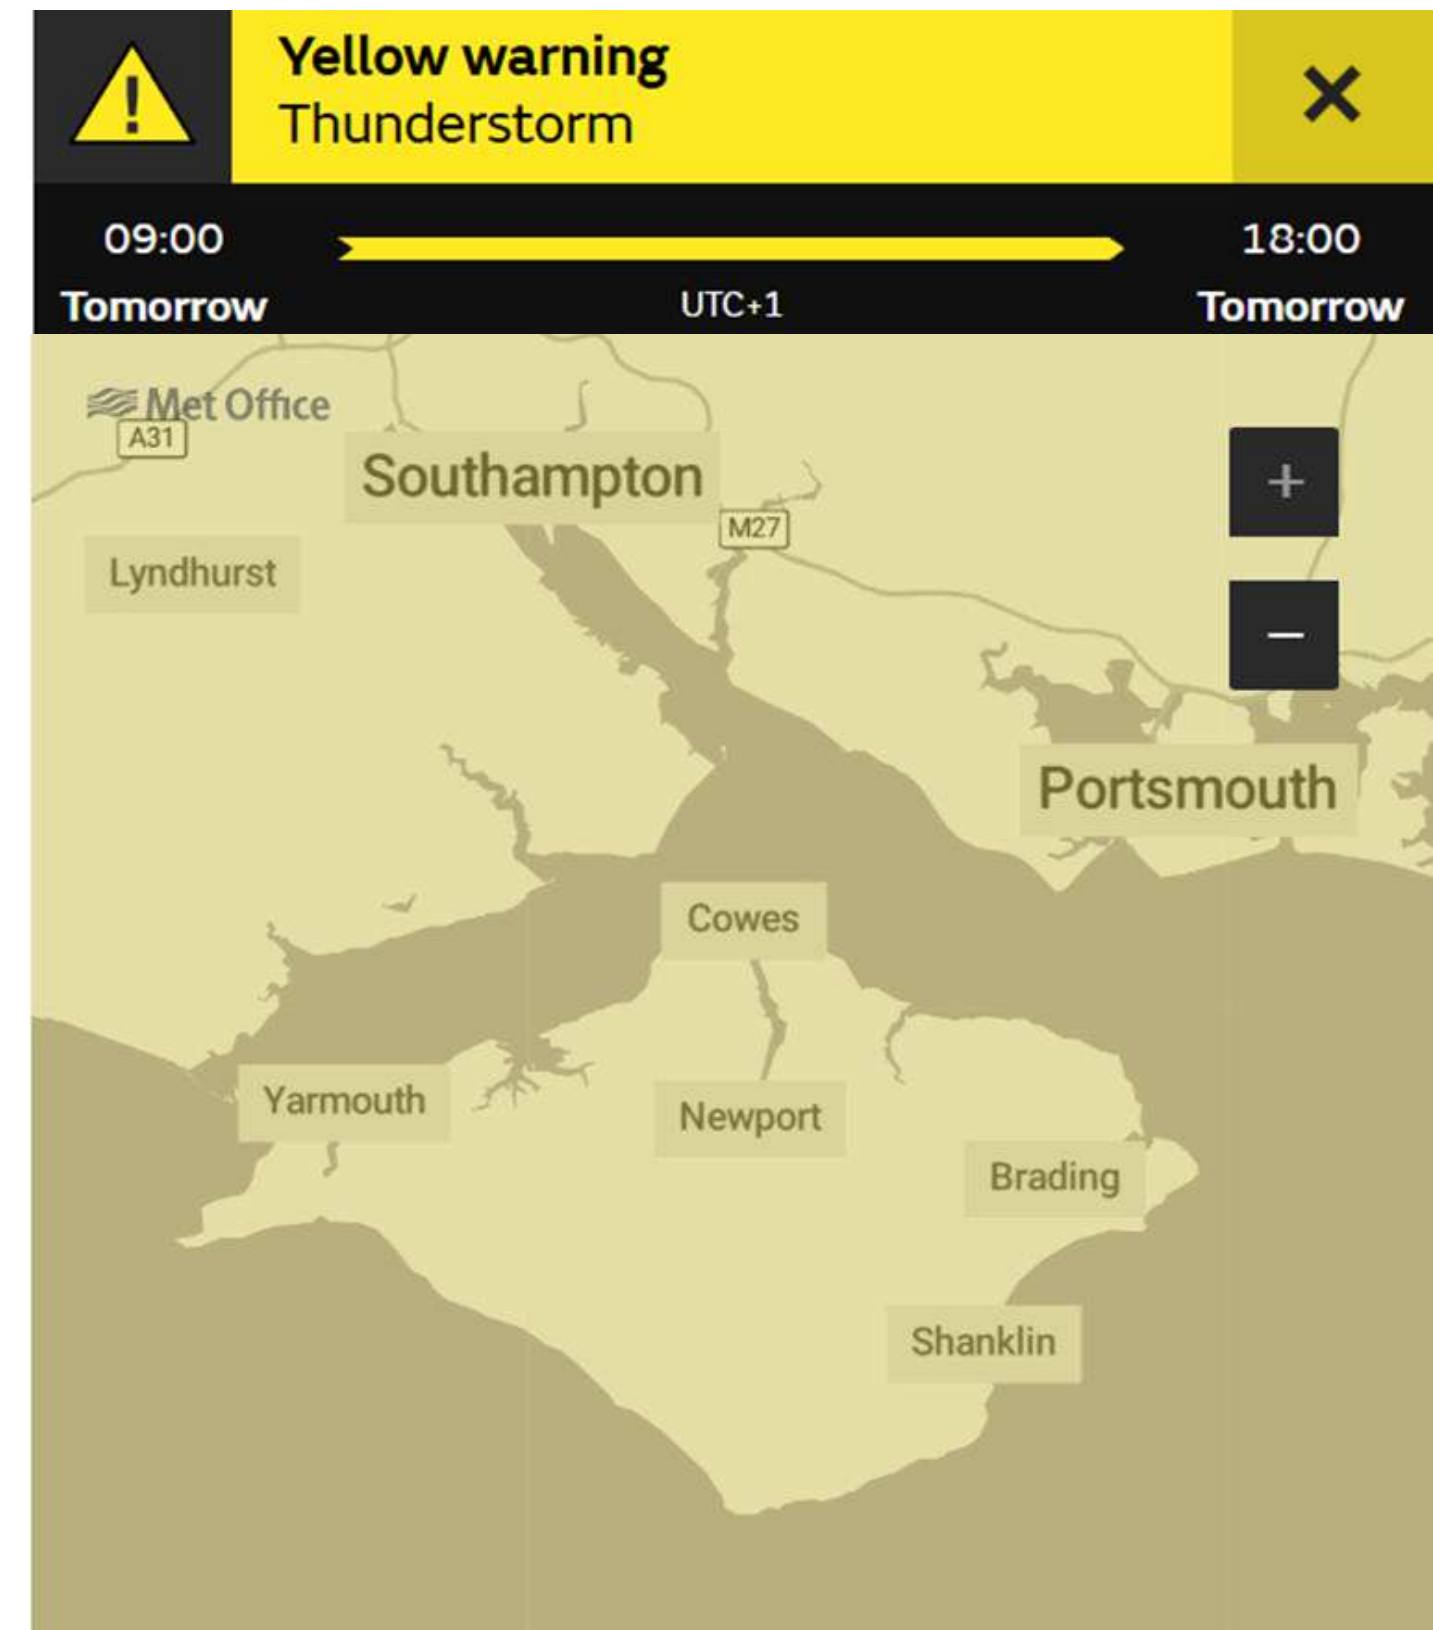 Yellow warning
Thunderstorm
09:00
18:00
Tomorrow
UTC+1
Tomorrow
Met Office
A31
Southampton
M27
Lyndhurst
Portsmouth
Cowes
Yarmouth
Newport
Brading
Shanklin